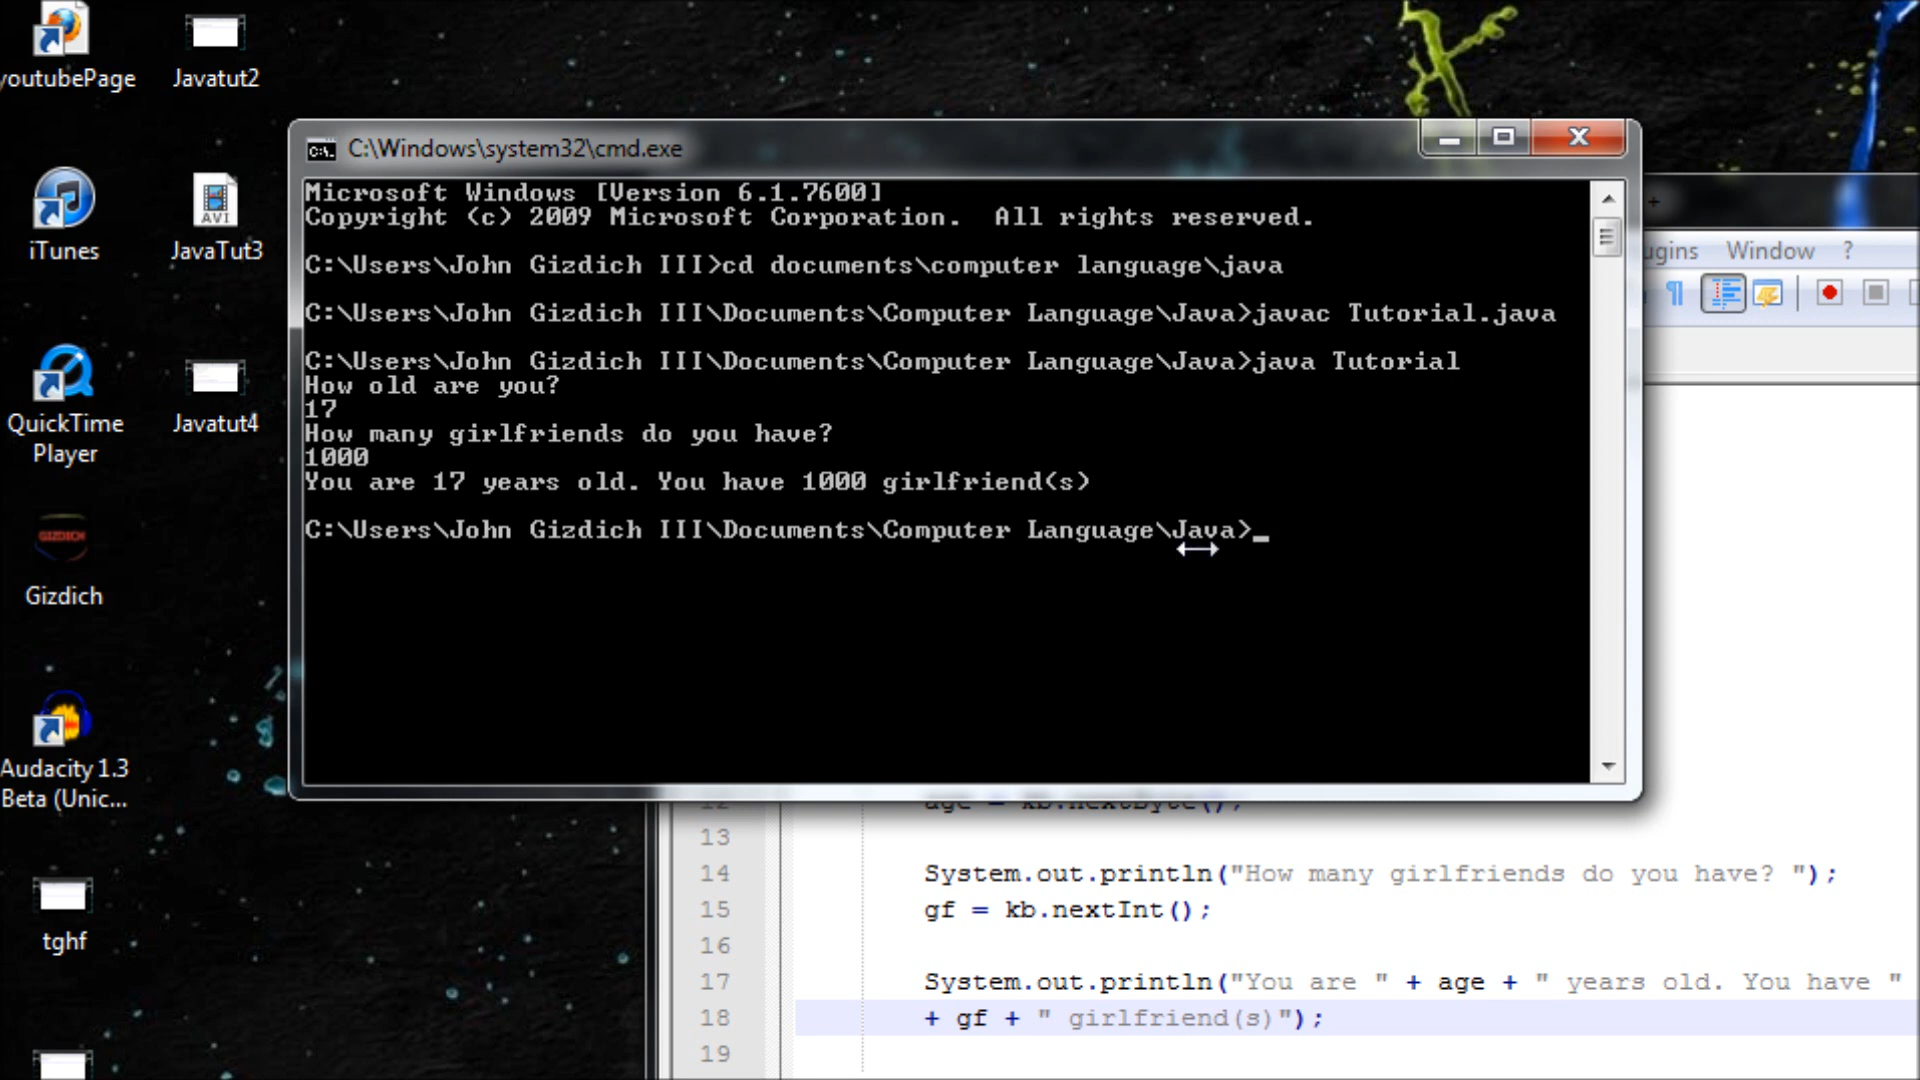 youtubePage
Javatut2
iTunes
AVI
JavaTut3
QuickTime
Player
Javatut4
GIZDICH
Gizdich
Audacity 1.3
Beta (Unic...
tghf
C:\Windows\system32\cmd.exe
Microsoft Windows [Version 6.1.7600]
Copyright (c) 2009 Microsoft Corporation.  All rights reserved.
C:\Users\John Gizdich III>cd documents\computer language\java
C:\Users\John Gizdich III\Documents\Computer Language\Java>javac Tutorial.java
C:\Users\John Gizdich III\Documents\Computer Language\Java>java Tutorial
How old are you?
17
How many girlfriends do you have?
1000
You are 17 years old. You have 1000 girlfriend(s)
C:\Users\John Gizdich III\Documents\Computer Language\Java>_
ugins Window ?
12 age = kb.nextByte();
13
14 System.out.println("How many girlfriends do you have? ");
15 gf = kb.nextInt();
16
17 System.out.println("You are " + age + " years old. You have "
18 + gf + " girlfriend(s)");
19